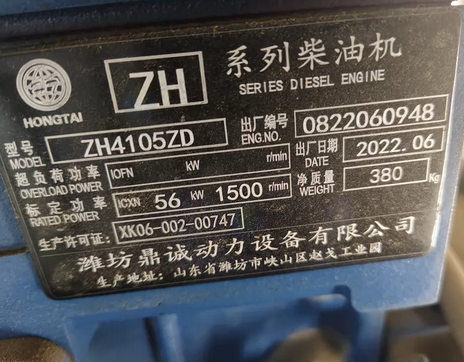 HONGTAI
ZH 系列柴油机
SERIES DIESEL ENGINE
型号 MODEL ZH4105ZD 出厂编号 ENG.NO. 0822060948
超负荷功率 OVERLOAD POWER IOFN kW r/min 出厂日期 DATE 2022.06
标定功率 RATED POWER ICXN 56 kW 1500 r/min 净质量 WEIGHT 380 Kg
生产许可证: XK06-002-00747
潍坊鼎诚动力设备有限公司
生产地址: 山东省潍坊市峡山区赵戈工业园